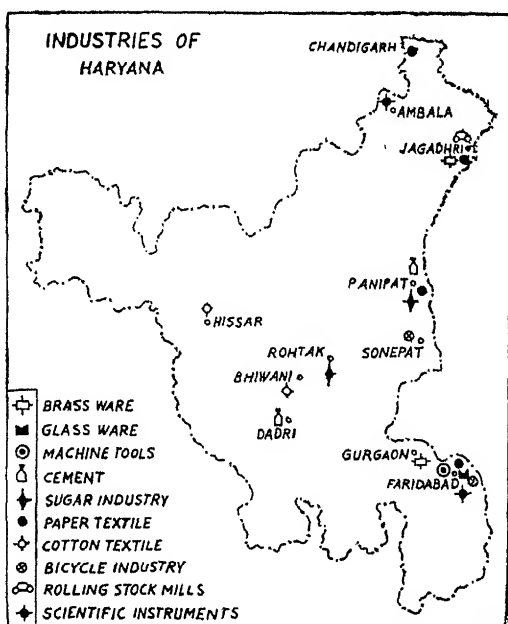 INDUSTRIES OF
HARYANA
CHANDIGARH
AMBALA
JAGADHRI
PANIPAT
HISSAR
ROHTAK
SONEPAT
BHIWANI
DADRI
GURGAON
FARIDABAD
BRASS WARE
GLASS WARE
MACHINE TOOLS
CEMENT
SUGAR INDUSTRY
PAPER TEXTILE
COTTON TEXTILE
BICYCLE INDUSTRY
ROLLING STOCK MILLS
SCIENTIFIC INSTRUMENTS